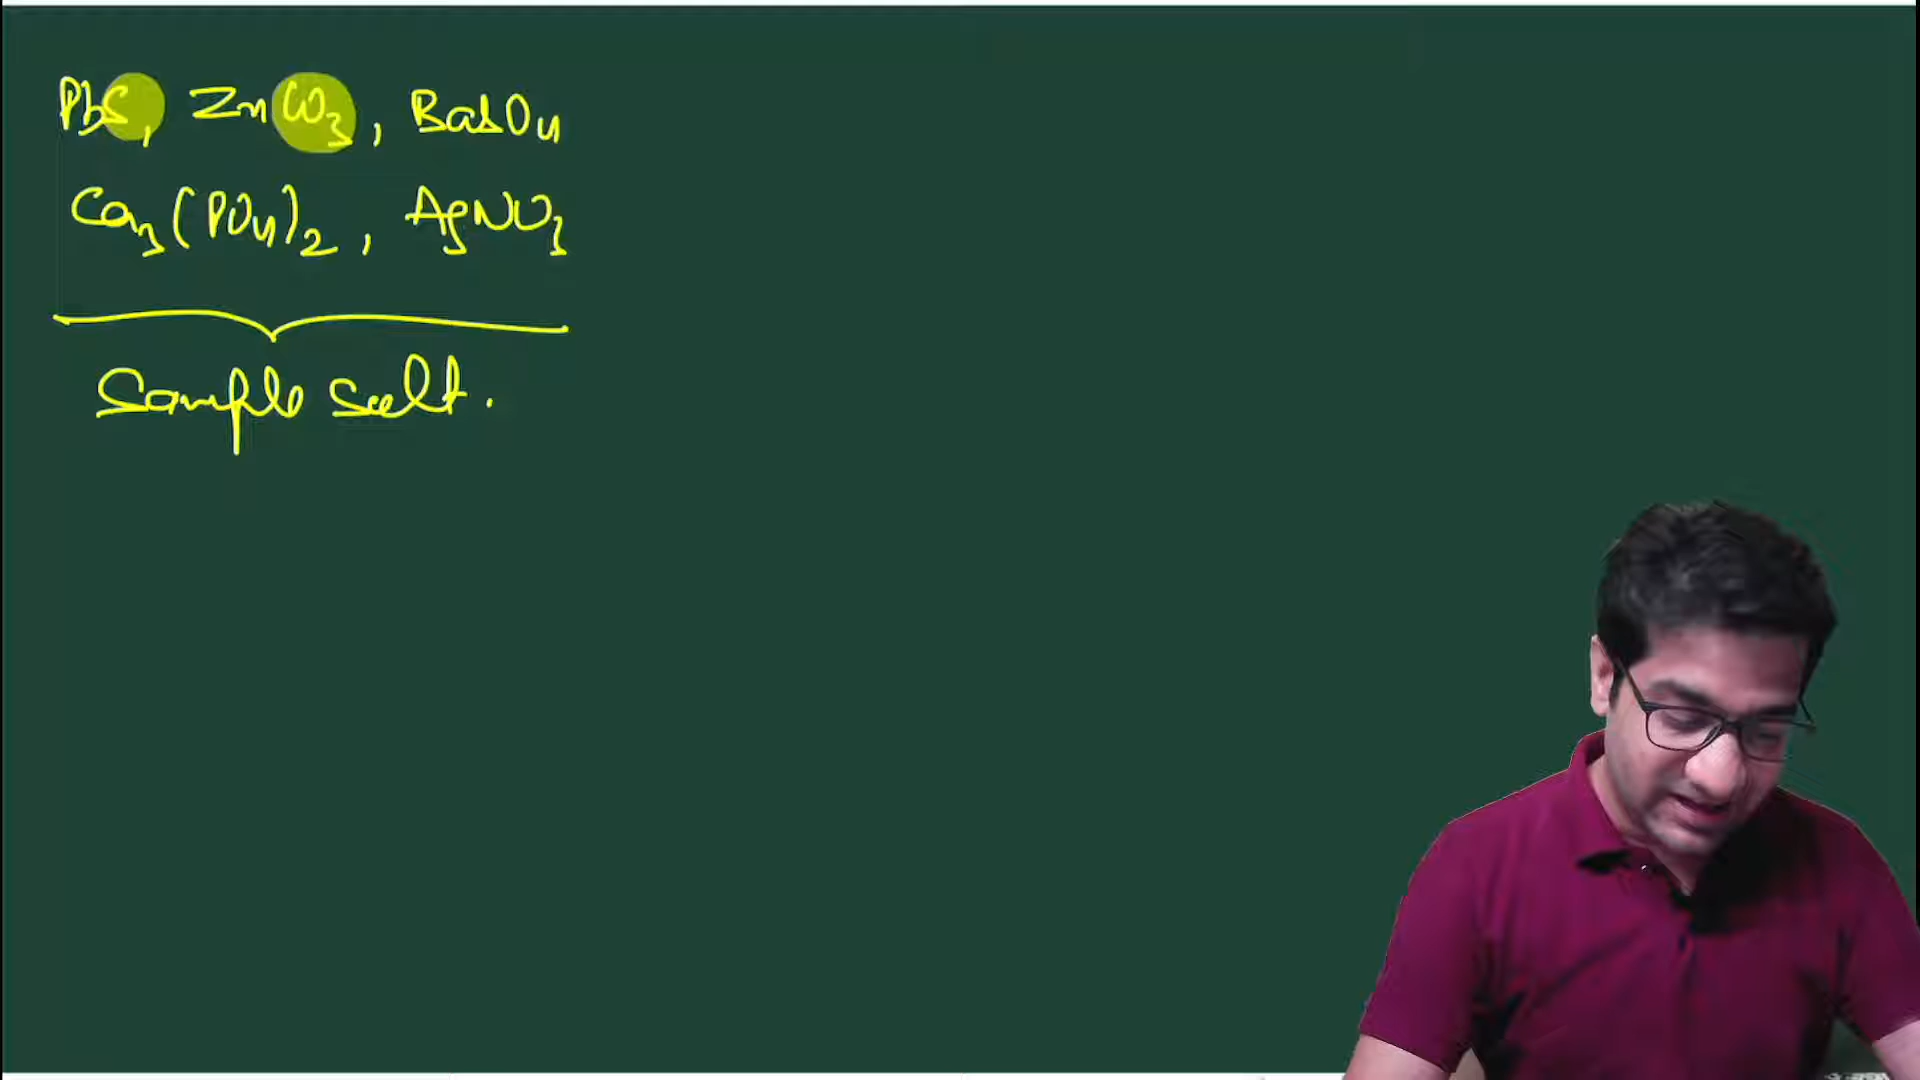 PbS, ZnCO3, BaSO4
Ca3(PO4)2, AgNO3
Sample salt.